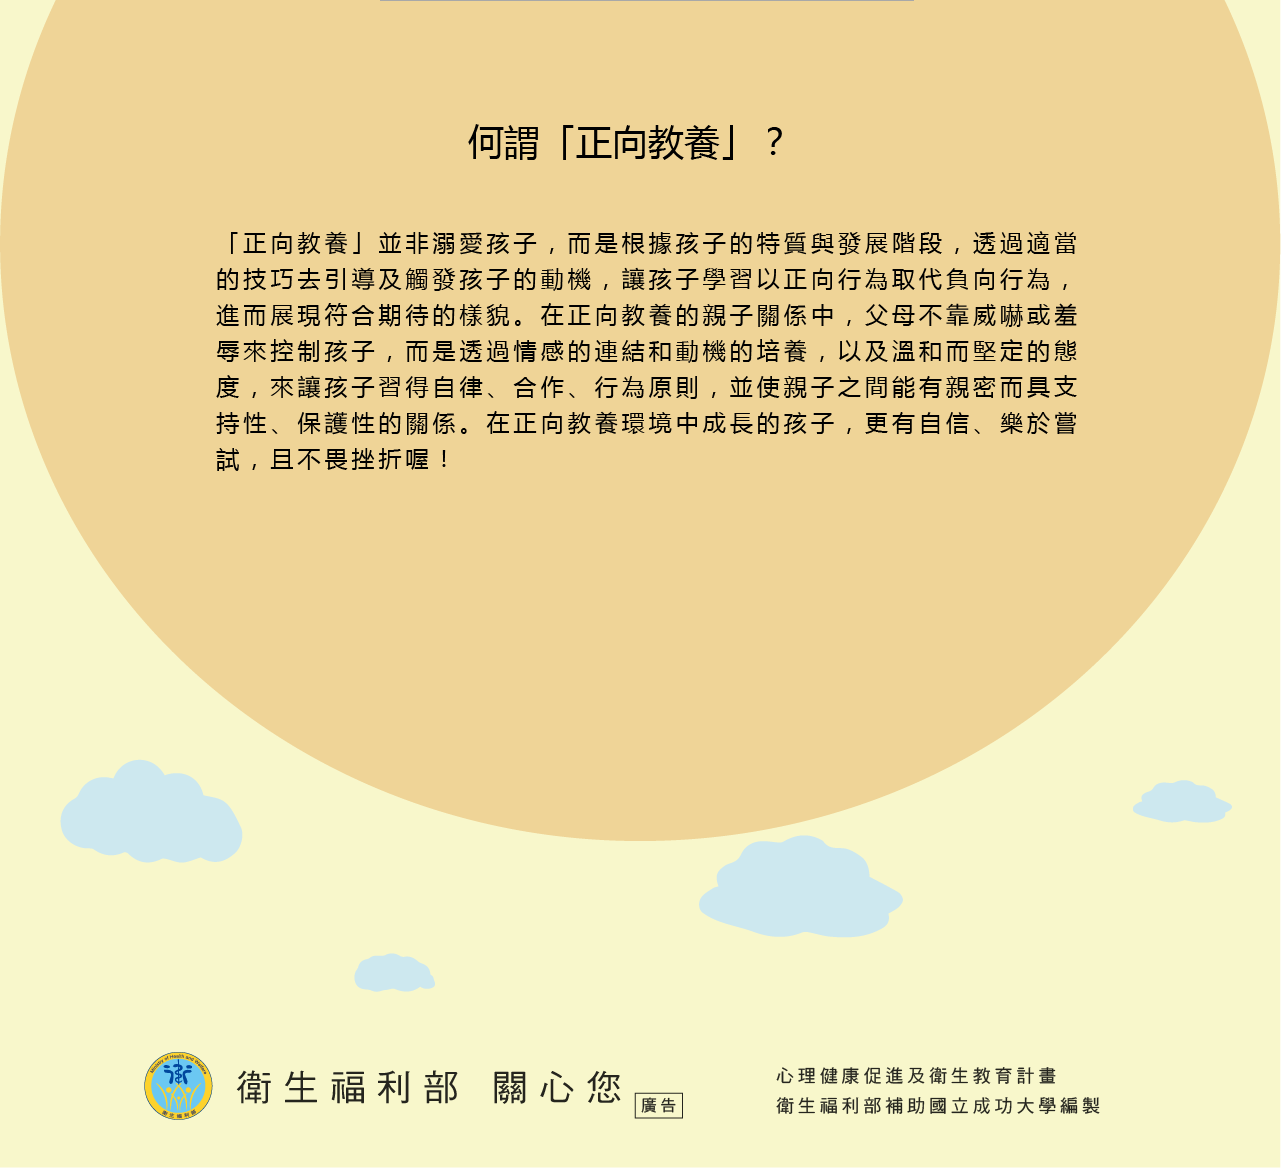 何謂「正向教養」？
「正向教養」並非溺愛孩子，而是根據孩子的特質與發展階段，透過適當
的技巧去引導及觸發孩子的動機，讓孩子學習以正向行為取代負向行為，
進而展現符合期待的樣貌。在正向教養的親子關係中，父母不靠威嚇或羞
辱來控制孩子，而是透過情感的連結和動機的培養，以及溫和而堅定的態
度，來讓孩子習得自律、合作、行為原則，並使親子之間能有親密而具支
持性、保護性的關係。在正向教養環境中成長的孩子，更有自信、樂於嘗
試，且不畏挫折喔！
Ministry of Health and Welfare
衛生福利部
衛生福利部 關心您
廣告
心理健康促進及衛生教育計畫
衛生福利部補助國立成功大學編製